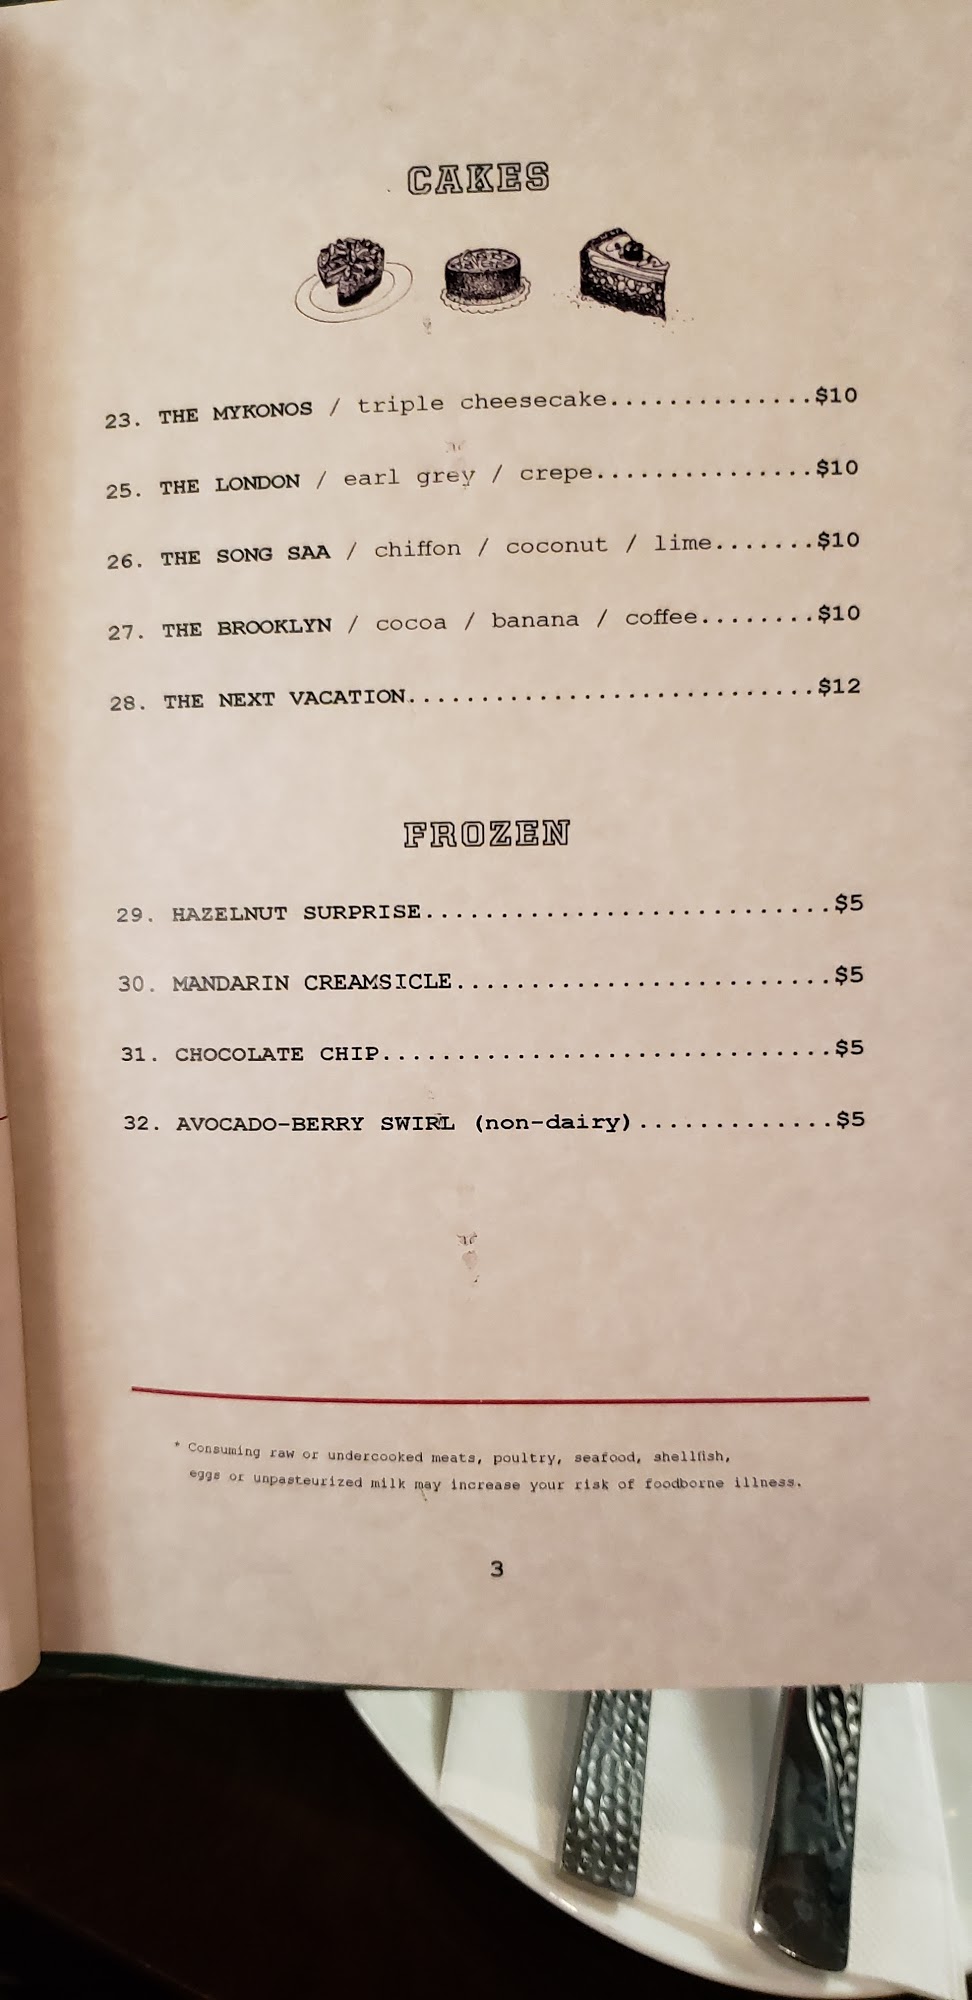 CAKES
23. THE MYKONOS / triple cheesecake..............$10
25. THE LONDON / earl grey / crepe...............$10
26. THE SONG SAA / chiffon / coconut / lime.......$10
27. THE BROOKLYN / cocoa / banana / coffee........$10
28. THE NEXT VACATION............................$12
FROZEN
29. HAZELNUT SURPRISE............................$5
30. MANDARIN CREAMSICLE..........................$5
31. CHOCOLATE CHIP...............................$5
32. AVOCADO-BERRY SWIRL (non-dairy)..............$5
* Consuming raw or undercooked meats, poultry, seafood, shellfish,
eggs or unpasteurized milk may increase your risk of foodborne illness.
3